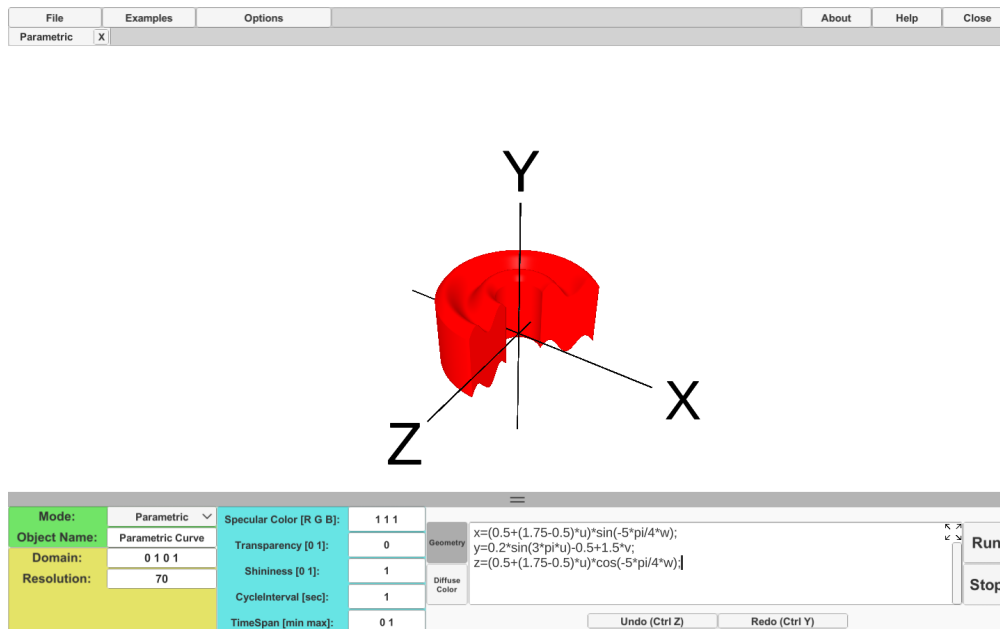 File Examples Options About Help Close
Parametric X
Y
X
Z
Mode: Parametric
Object Name: Parametric Curve
Domain: 0 1 0 1
Resolution: 70
Specular Color [R G B]: 1 1 1
Transparency [0 1]: 0
Shininess [0 1]: 1
CycleInterval [sec]: 1
TimeSpan [min max]: 0 1
Geometry
Diffuse
Color
x=(0.5+(1.75-0.5)*u)*sin(-5*pi/4*w);
y=0.2*sin(3*pi*u)-0.5+1.5*v;
z=(0.5+(1.75-0.5)*u)*cos(-5*pi/4*w);
Run
Stop
Undo (Ctrl Z) Redo (Ctrl Y)